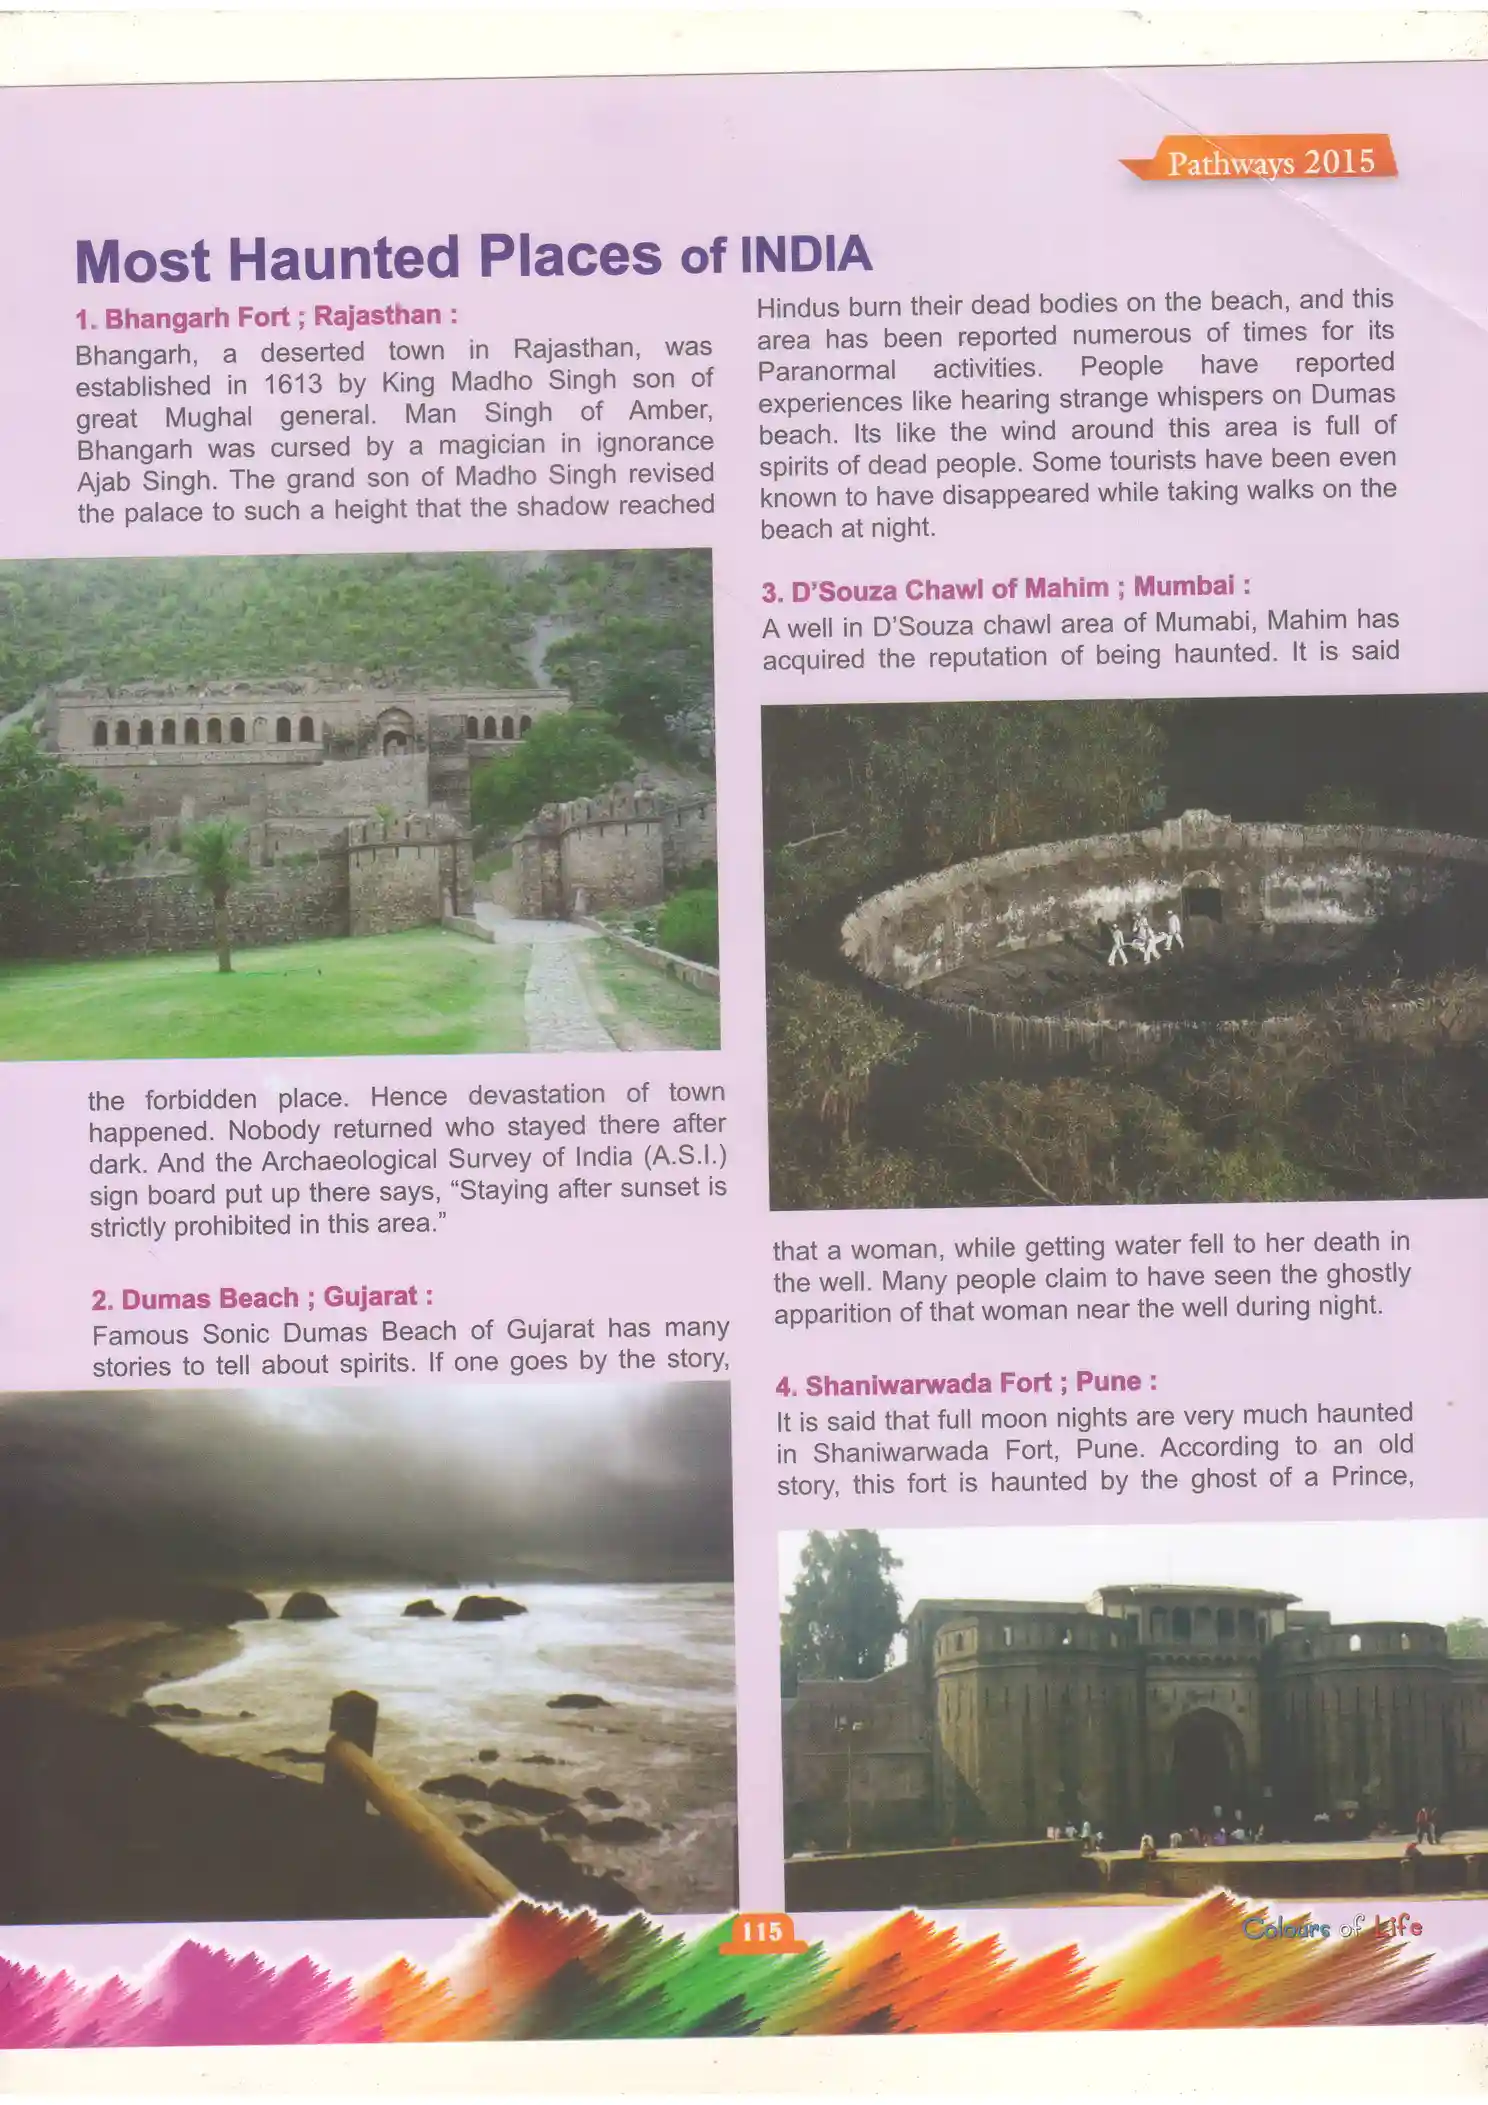 Pathways 2015
Most Haunted Places of INDIA
1. Bhangarh Fort ; Rajasthan :
Bhangarh, a deserted town in Rajasthan, was
established in 1613 by King Madho Singh son of
great Mughal general. Man Singh of Amber,
Bhangarh was cursed by a magician in ignorance
Ajab Singh. The grand son of Madho Singh revised
the palace to such a height that the shadow reached
the forbidden place. Hence devastation of town
happened. Nobody returned who stayed there after
dark. And the Archaeological Survey of India (A.S.I.)
sign board put up there says, “Staying after sunset is
strictly prohibited in this area.”
2. Dumas Beach ; Gujarat :
Famous Sonic Dumas Beach of Gujarat has many
stories to tell about spirits. If one goes by the story,
Hindus burn their dead bodies on the beach, and this
area has been reported numerous of times for its
Paranormal activities. People have reported
experiences like hearing strange whispers on Dumas
beach. Its like the wind around this area is full of
spirits of dead people. Some tourists have been even
known to have disappeared while taking walks on the
beach at night.
3. D’Souza Chawl of Mahim ; Mumbai :
A well in D’Souza chawl area of Mumabi, Mahim has
acquired the reputation of being haunted. It is said
that a woman, while getting water fell to her death in
the well. Many people claim to have seen the ghostly
apparition of that woman near the well during night.
4. Shaniwarwada Fort ; Pune :
It is said that full moon nights are very much haunted
in Shaniwarwada Fort, Pune. According to an old
story, this fort is haunted by the ghost of a Prince,
115
Colours of Life